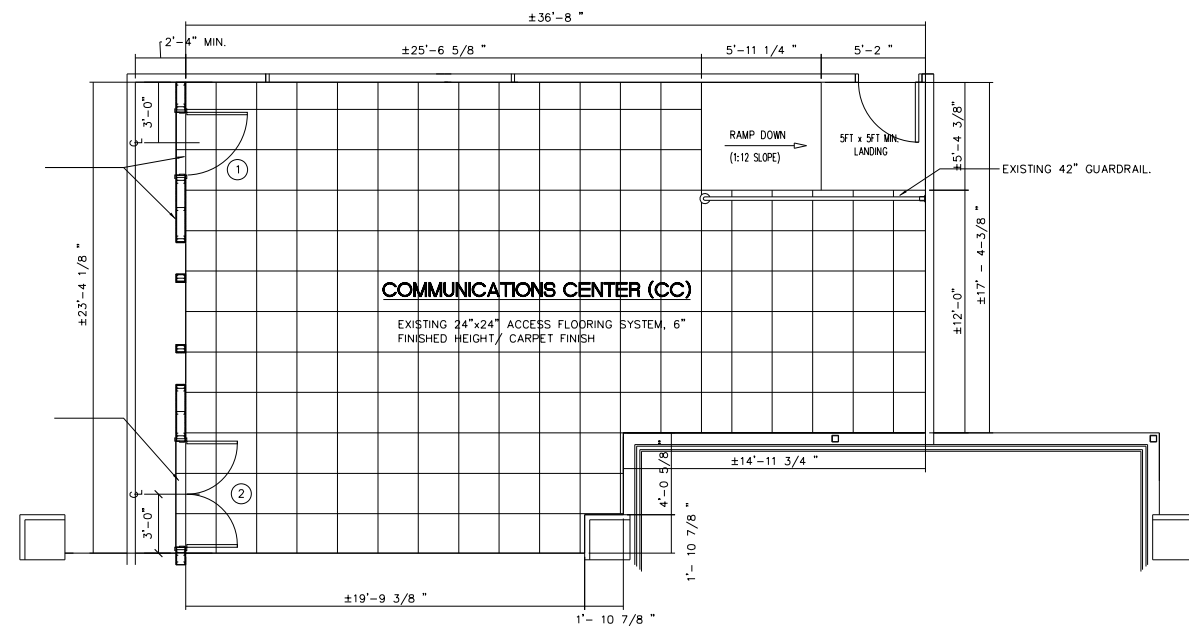 ±36'-8 "
2'-4" MIN.
±25'-6 5/8 "
5'-11 1/4 "
5'-2 "
3'-0"
C L
1
RAMP DOWN
(1:12 SLOPE)
5FT x 5FT MIN.
LANDING
±5'-4 3/8"
EXISTING 42" GUARDRAIL.
±23'-4 1/8 "
COMMUNICATIONS CENTER (CC)
EXISTING 24"x24" ACCESS FLOORING SYSTEM, 6"
FINISHED HEIGHT/ CARPET FINISH
±12'-0"
±17' - 4-3/8"
±14'-11 3/4 "
4'-0 5/8"
2
C L
3'-0"
1'- 10 7/8 "
±19'-9 3/8 "
1'- 10 7/8 "